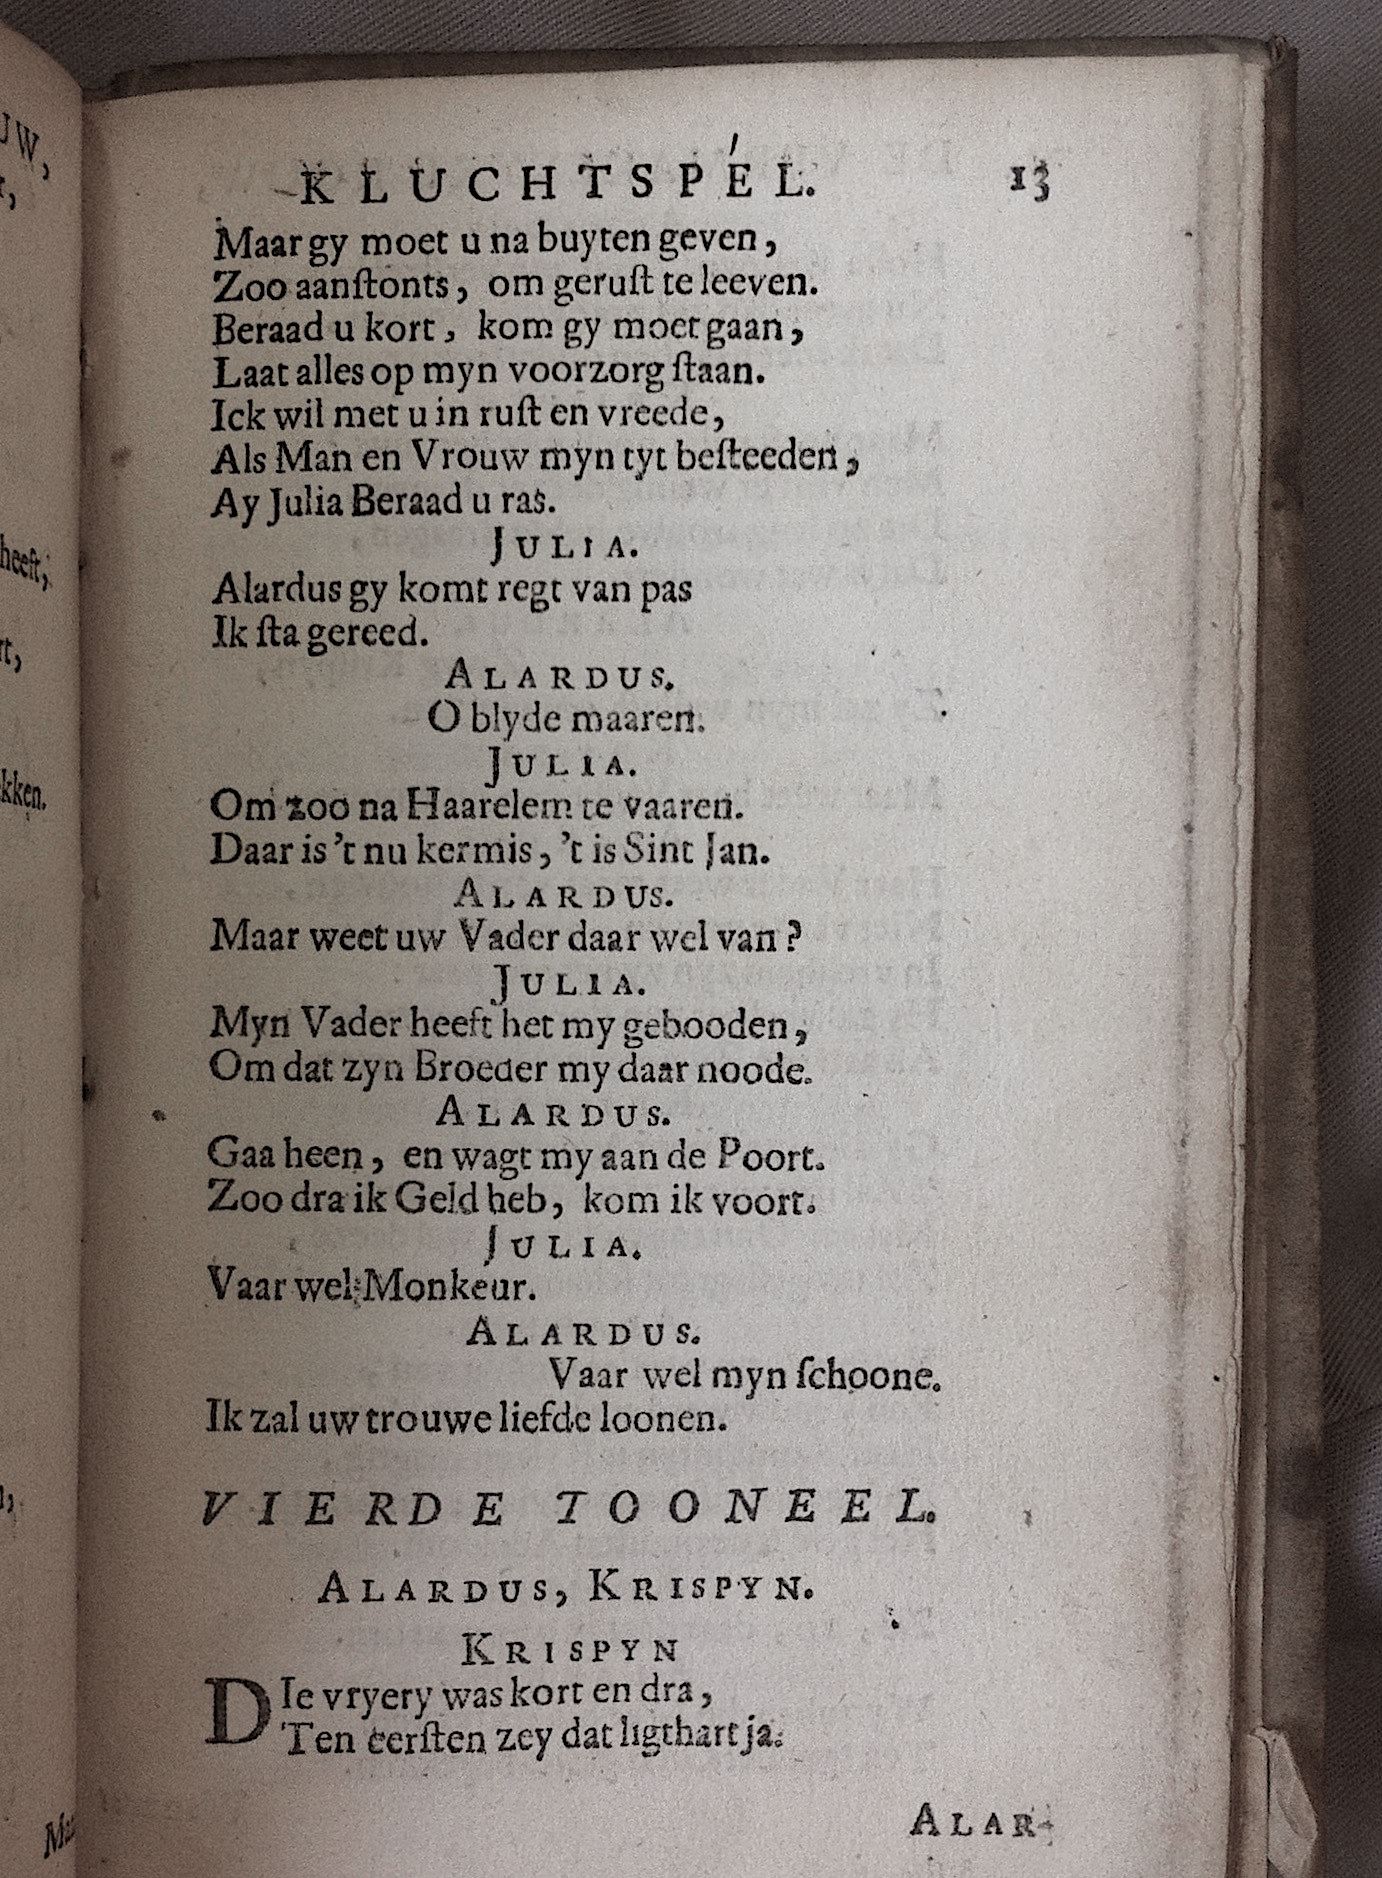 KLUCHTSPEL. 13
Maar gy moet u na buyten geven,
Zoo aanſtonts, om geruſt te leeven.
Beraad u kort, kom gy moet gaan,
Laat alles op myn voorzorg ſtaan.
Ick wil met u in ruſt en vreede,
Als Man en Vrouw myn tyt beſteeden,
Ay Julia Beraad u ras.
JULIA.
Alardus gy komt regt van pas
Ik ſta gereed.
ALARDUS.
O blyde maaren.
JULIA.
Om zoo na Haarelem te vaaren.
Daar is 't nu kermis, 't is Sint Jan.
ALARDUS.
Maar weet uw Vader daar wel van?
JULIA.
Myn Vader heeft het my gebooden,
Om dat zyn Broeder my daar noode.
ALARDUS.
Gaa heen, en wagt my aan de Poort.
Zoo dra ik Geld heb, kom ik voort.
JULIA.
Vaar wel Monkeur.
ALARDUS.
Vaar wel myn ſchoone.
Ik zal uw trouwe liefde loonen.
VIERDE TOONEEL.
ALARDUS, KRISPYN.
KRISPYN
DIe vryery was kort en dra,
'Ten eerſten zey dat ligthart ja.
ALAR-